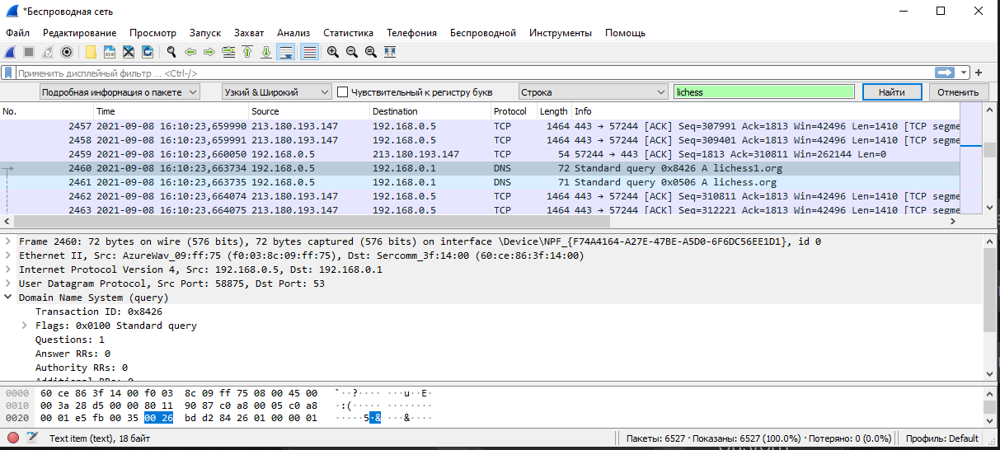 *Беспроводная сеть
Файл Редактирование Просмотр Запуск Захват Анализ Статистика Телефония Беспроводной Инструменты Помощь
Применить дисплейный фильтр ... <Ctrl-/>
Подробная информация о пакете Узкий & Широкий Чувствительный к регистру букв Строка lichess Найти Отменить
No. Time Source Destination Protocol Length Info
2457 2021-09-08 16:10:23,659990 213.180.193.147 192.168.0.5 TCP 1464 443 → 57244 [ACK] Seq=307991 Ack=1813 Win=42496 Len=1410 [TCP segme
2458 2021-09-08 16:10:23,659991 213.180.193.147 192.168.0.5 TCP 1464 443 → 57244 [ACK] Seq=309401 Ack=1813 Win=42496 Len=1410 [TCP segme
2459 2021-09-08 16:10:23,660050 192.168.0.5 213.180.193.147 TCP 54 57244 → 443 [ACK] Seq=1813 Ack=310811 Win=262144 Len=0
2460 2021-09-08 16:10:23,663734 192.168.0.5 192.168.0.1 DNS 72 Standard query 0x8426 A lichess1.org
2461 2021-09-08 16:10:23,663735 192.168.0.5 192.168.0.1 DNS 71 Standard query 0x0506 A lichess.org
2462 2021-09-08 16:10:23,664074 213.180.193.147 192.168.0.5 TCP 1464 443 → 57244 [ACK] Seq=310811 Ack=1813 Win=42496 Len=1410 [TCP segme
2463 2021-09-08 16:10:23,664075 213.180.193.147 192.168.0.5 TCP 1464 443 → 57244 [ACK] Seq=312221 Ack=1813 Win=42496 Len=1410 [TCP segme
Frame 2460: 72 bytes on wire (576 bits), 72 bytes captured (576 bits) on interface \Device\NPF_{F74A4164-A27E-47BE-A5D0-6F6DC56EE1D1}, id 0
Ethernet II, Src: AzureWav_09:ff:75 (f0:03:8c:09:ff:75), Dst: Sercomm_3f:14:00 (60:ce:86:3f:14:00)
Internet Protocol Version 4, Src: 192.168.0.5, Dst: 192.168.0.1
User Datagram Protocol, Src Port: 58875, Dst Port: 53
Domain Name System (query)
Transaction ID: 0x8426
Flags: 0x0100 Standard query
Questions: 1
Answer RRs: 0
Authority RRs: 0
Additional RRs: 0
0000 60 ce 86 3f 14 00 f0 03 8c 09 ff 75 08 00 45 00 `··?···· ···u··E·
0010 00 3a 28 d5 00 00 80 11 90 87 c0 a8 00 05 c0 a8 ·:(····· ········
0020 00 01 e5 fb 00 35 00 26 bd d2 84 26 01 00 00 01 ·····5·& ···&····
Text item (text), 18 байт Пакеты: 6527 · Показаны: 6527 (100.0%) · Потеряно: 0 (0.0%) Профиль: Default